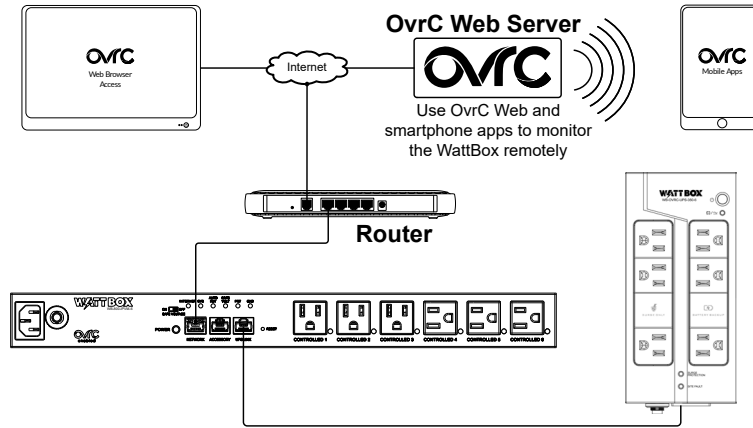 OvrC
Web Browser
Access
Internet
OvrC Web Server
OvrC
Use OvrC Web and
smartphone apps to monitor
the WattBox remotely
OvrC
Mobile Apps
Router
WATTBOX
WATTBOX
OvrC
ENABLED
POWER
NETWORK
ACCESSORY
RESET
CONTROLLED 1
CONTROLLED 2
CONTROLLED 3
CONTROLLED 4
CONTROLLED 5
CONTROLLED 6